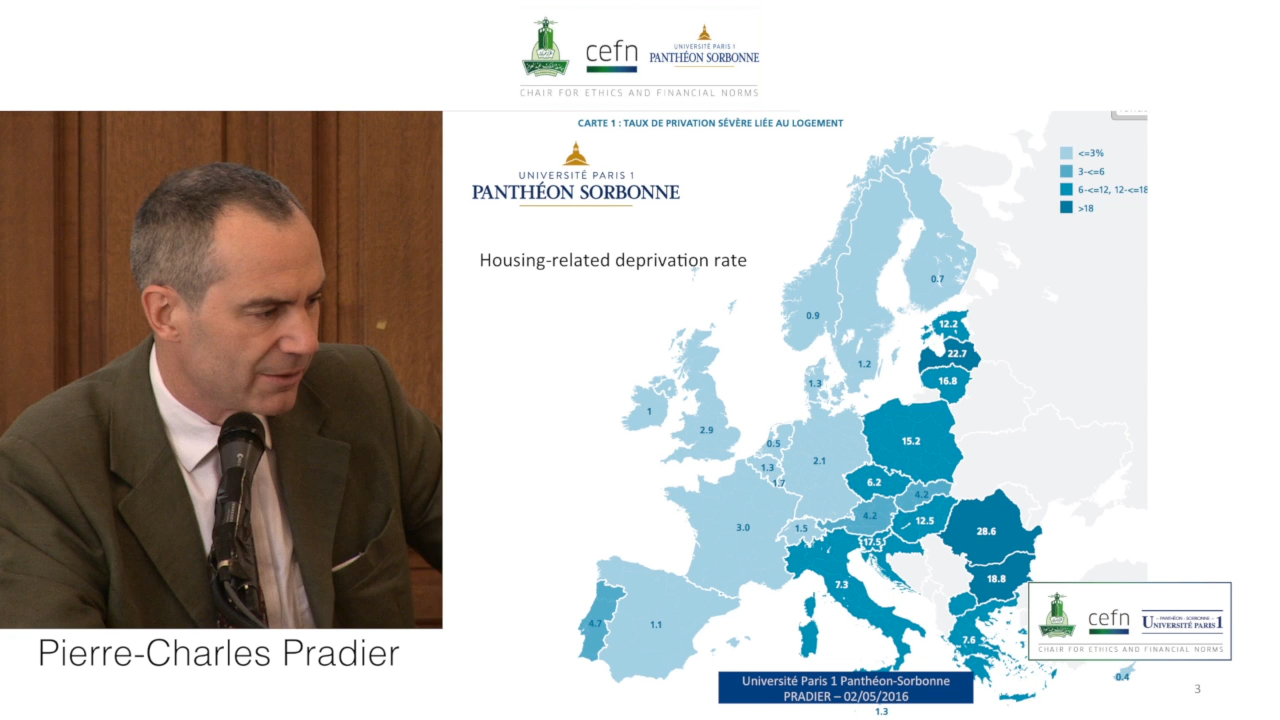 cefn
UNIVERSITÉ PARIS 1
PANTHÉON SORBONNE
CHAIR FOR ETHICS AND FINANCIAL NORMS
CARTE 1 : TAUX DE PRIVATION SÉVÈRE LIÉE AU LOGEMENT
UNIVERSITÉ PARIS 1
PANTHÉON SORBONNE
<=3%
3-<=6
6-<=12, 12-<=18
>18
Housing-related deprivation rate
0.7
0.9
12.2
22.7
1.2
1.3
16.8
1
2.9
0.5
15.2
2.1
1.3
1.7
6.2
4.2
4.2
12.5
3.0
1.5
28.6
17.5
18.8
7.3
4.7
1.1
7.6
cefn
PANTHÉON - SORBONNE
UNIVERSITÉ PARIS 1
CHAIR FOR ETHICS AND FINANCIAL NORMS
Pierre-Charles Pradier
0.4
Université Paris 1 Panthéon-Sorbonne
PRADIER – 02/05/2016
3
1.3